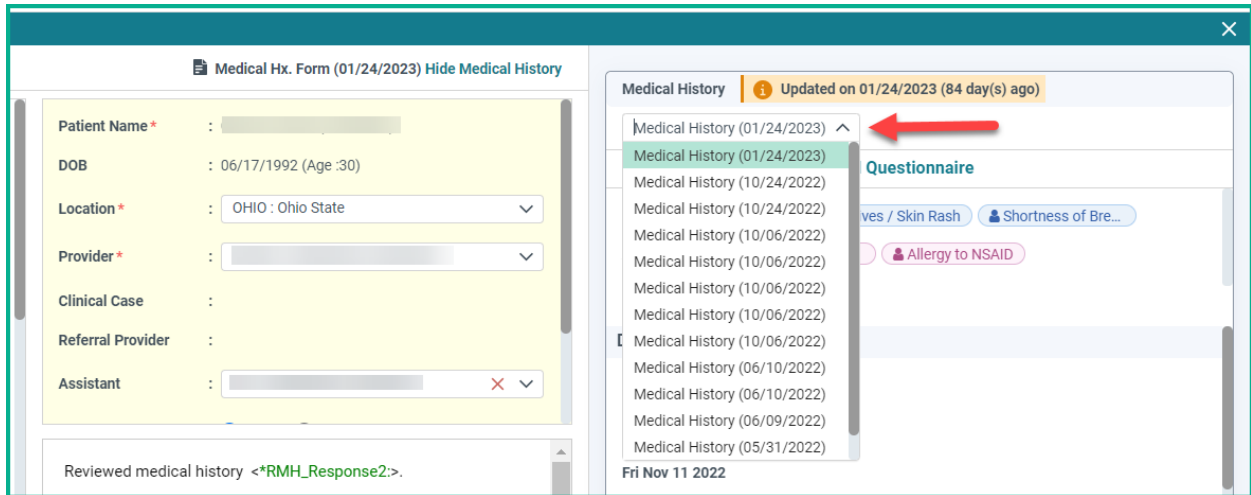 Medical Hx. Form (01/24/2023) Hide Medical History
Patient Name* :
DOB : 06/17/1992 (Age :30)
Location* : OHIO : Ohio State
Provider* :
Clinical Case :
Referral Provider :
Assistant :
Reviewed medical history <*RMH_Response2:>.
Medical History Updated on 01/24/2023 (84 day(s) ago)
Medical History (01/24/2023)
Medical History (01/24/2023)
Questionnaire
Medical History (10/24/2022)
Medical History (10/24/2022)
ves / Skin Rash Shortness of Bre...
Medical History (10/06/2022)
Medical History (10/06/2022)
Allergy to NSAID
Medical History (10/06/2022)
Medical History (10/06/2022)
Medical History (10/06/2022)
Medical History (06/10/2022)
Medical History (06/10/2022)
Medical History (06/09/2022)
Medical History (05/31/2022)
Fri Nov 11 2022